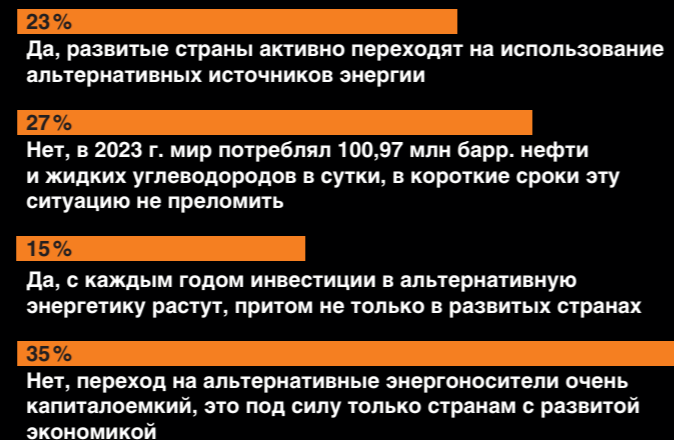 23 %
Да, развитые страны активно переходят на использование
альтернативных источников энергии
27 %
Нет, в 2023 г. мир потреблял 100,97 млн барр. нефти
и жидких углеводородов в сутки, в короткие сроки эту
ситуацию не преломить
15 %
Да, с каждым годом инвестиции в альтернативную
энергетику растут, притом не только в развитых странах
35 %
Нет, переход на альтернативные энергоносители очень
капиталоемкий, это под силу только странам с развитой
экономикой